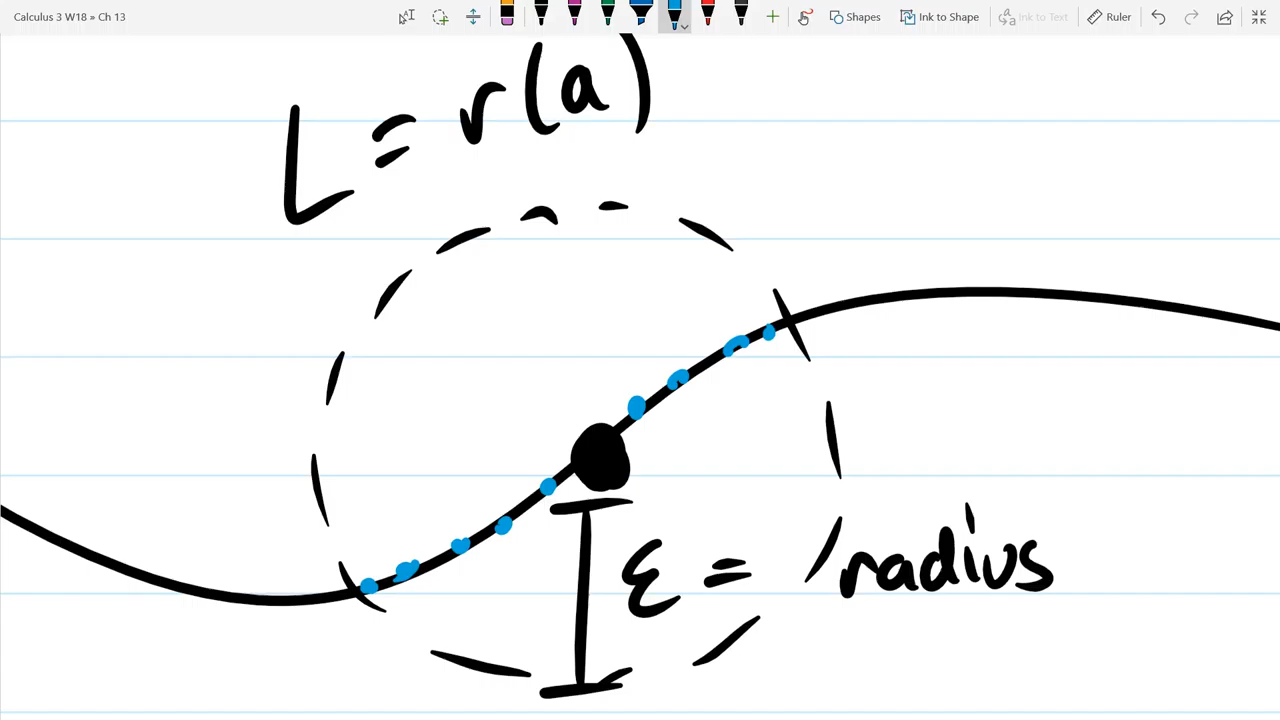 Calculus 3 W18 » Ch 13
Shapes
Ink to Shape
Ink to Text
Ruler
L = r(a)
ε = radius